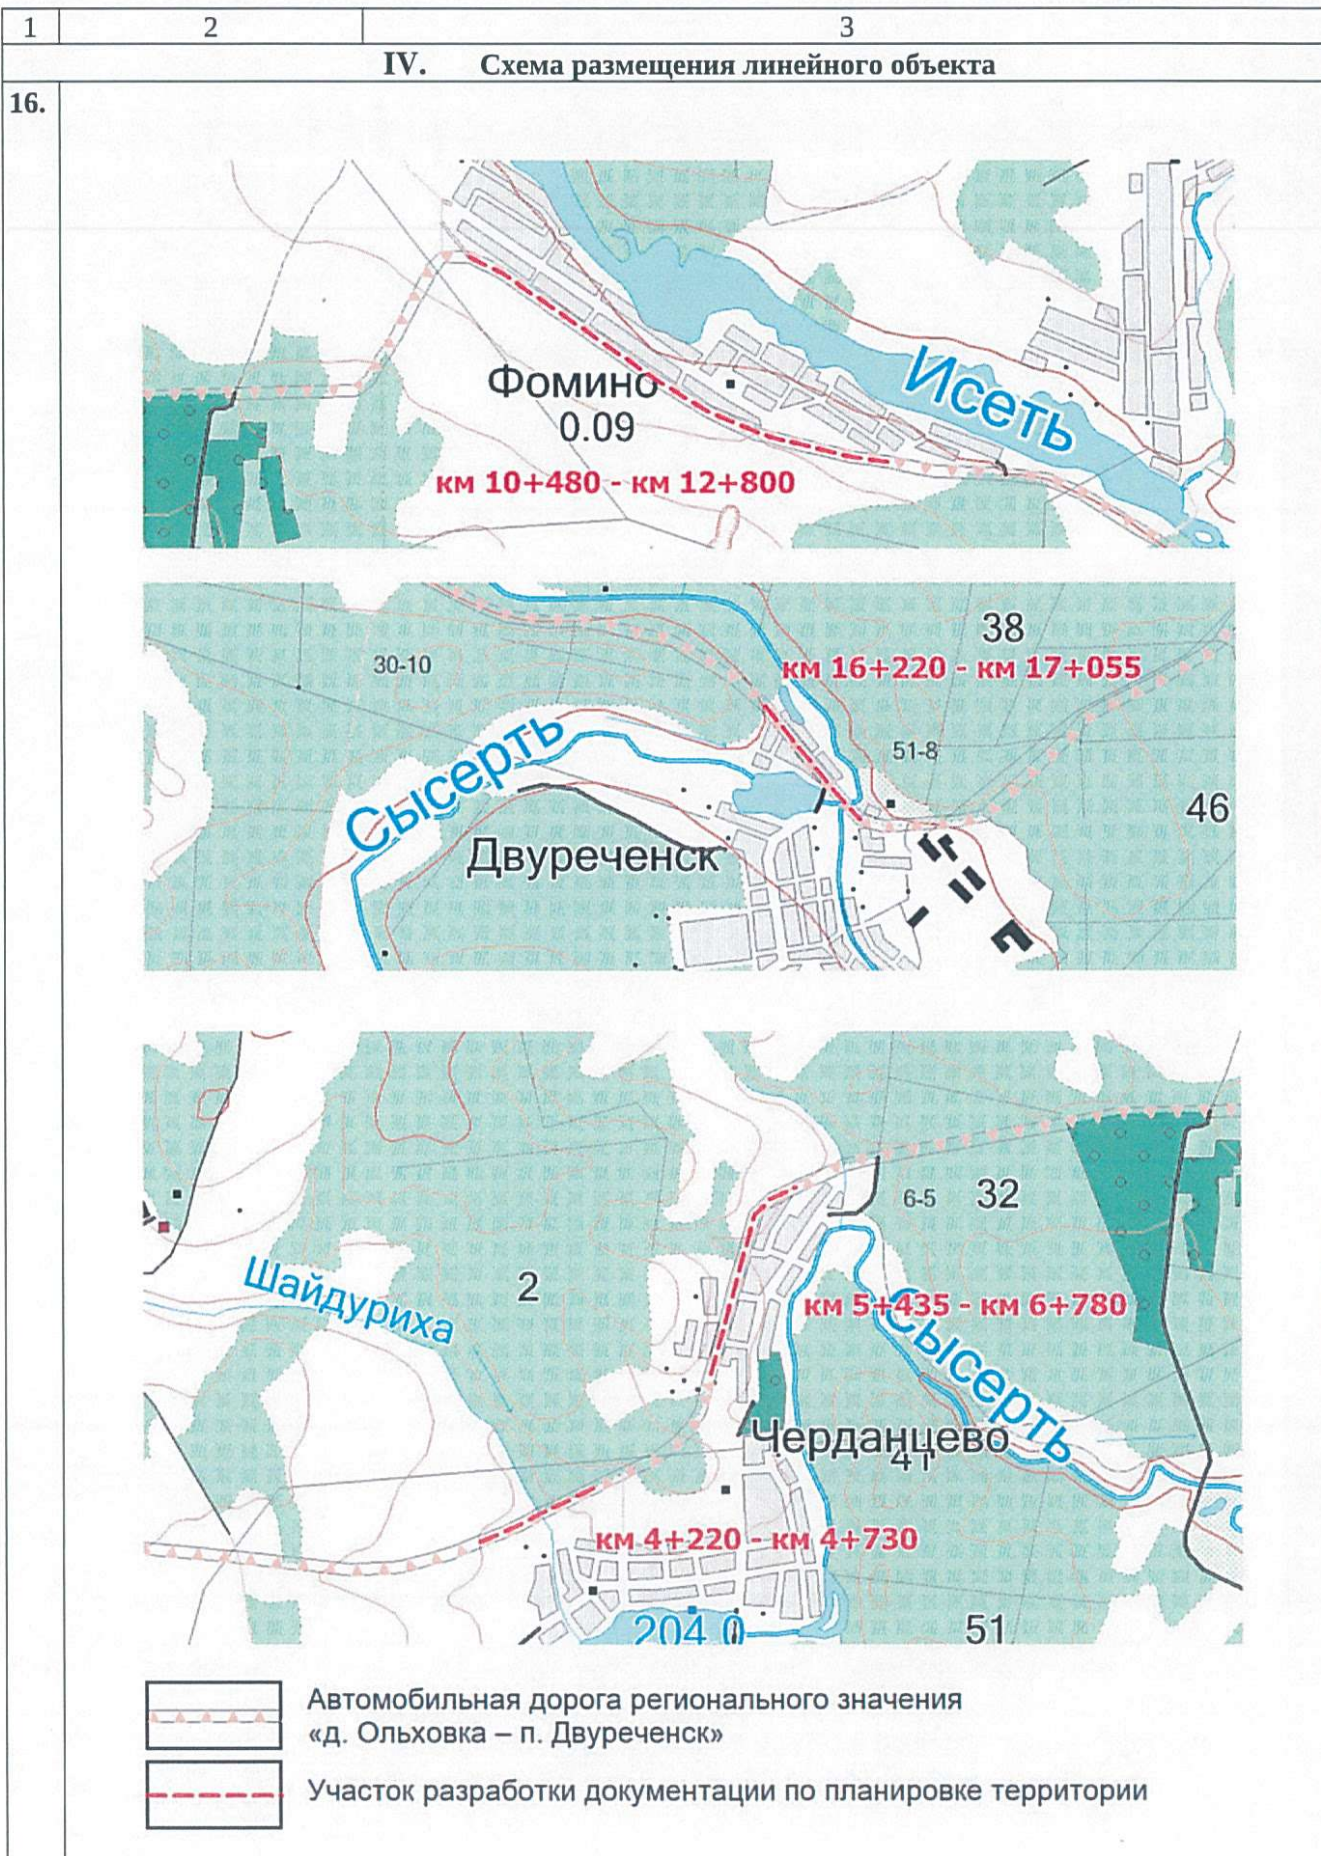 1 2 3
IV. Схема размещения линейного объекта
16.
Фомино
0.09
Исеть
км 10+480 - км 12+800
38
30-10
км 16+220 - км 17+055
Сысерть
51-8
46
Двуреченск
6-5 32
Шайдуриха
2
км 5+435 - км 6+780
Сысерть
Черданцево
41
км 4+220 - км 4+730
204.0
51
Автомобильная дорога регионального значения
«д. Ольховка – п. Двуреченск»
Участок разработки документации по планировке территории